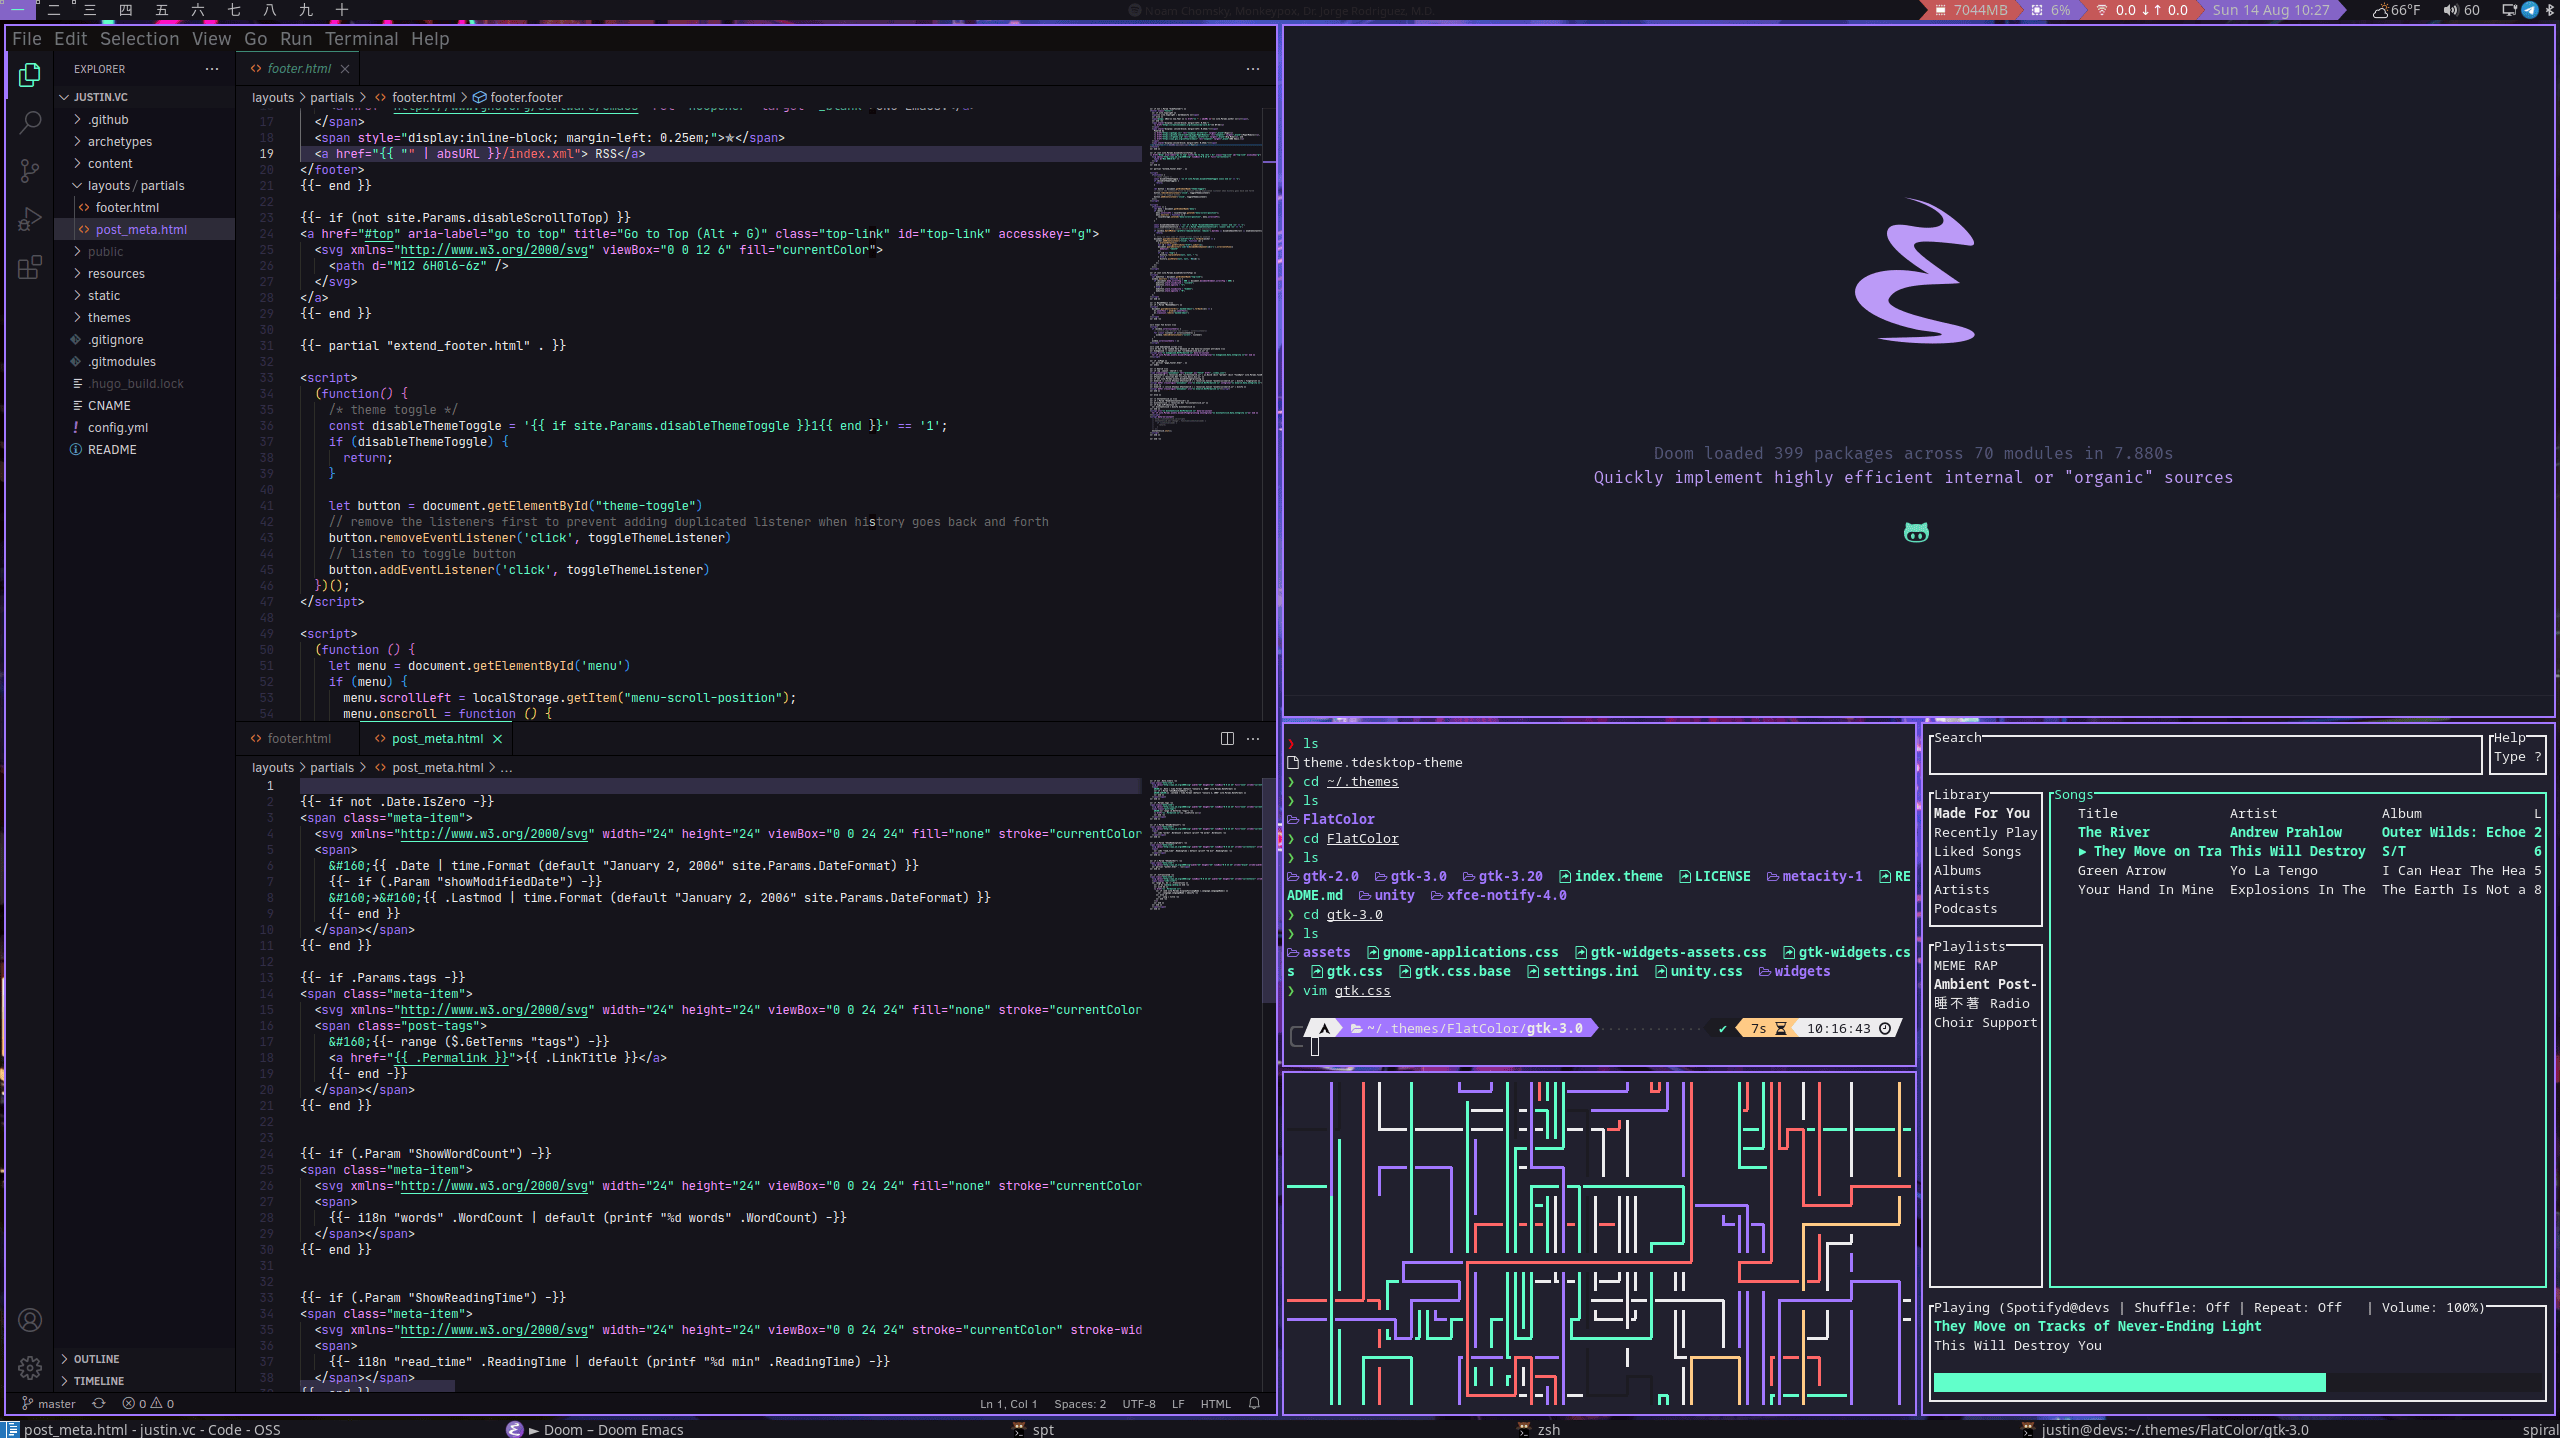 一 二 三 四 五 六 七 八 九 十
Noam Chomsky, Monkeypox, Dr. Jorge Rodriguez, M.D.
7044MB 6% 0.0 ↓↑ 0.0 Sun 14 Aug 10:27 66°F 60
File Edit Selection View Go Run Terminal Help
EXPLORER ...
JUSTIN.VC
.github
archetypes
content
layouts / partials
footer.html
post_meta.html
public
resources
static
themes
.gitignore
.gitmodules
.hugo_build.lock
CNAME
! config.yml
README
OUTLINE
TIMELINE
footer.html
layouts > partials > footer.html > footer.footer
17 </span>
18 <span style="display:inline-block; margin-left: 0.25em;">★</span>
19 <a href="{{ "" | absURL }}/index.xml"> RSS</a>
20 </footer>
21 {{- end }}
22
23 {{- if (not site.Params.disableScrollToTop) }}
24 <a href="#top" aria-label="go to top" title="Go to Top (Alt + G)" class="top-link" id="top-link" accesskey="g">
25 <svg xmlns="http://www.w3.org/2000/svg" viewBox="0 0 12 6" fill="currentColor">
26 <path d="M12 6H0l6-6z" />
27 </svg>
28 </a>
29 {{- end }}
30
31 {{- partial "extend_footer.html" . }}
32
33 <script>
34 (function() {
35 /* theme toggle */
36 const disableThemeToggle = '{{ if site.Params.disableThemeToggle }}1{{ end }}' == '1';
37 if (disableThemeToggle) {
38 return;
39 }
40
41 let button = document.getElementById("theme-toggle")
42 // remove the listeners first to prevent adding duplicated listener when history goes back and forth
43 button.removeEventListener('click', toggleThemeListener)
44 // listen to toggle button
45 button.addEventListener('click', toggleThemeListener)
46 })();
47 </script>
48
49 <script>
50 (function () {
51 let menu = document.getElementById('menu')
52 if (menu) {
53 menu.scrollLeft = localStorage.getItem("menu-scroll-position");
54 menu.onscroll = function () {
footer.html post_meta.html
layouts > partials > post_meta.html > ...
1
2 {{- if not .Date.IsZero -}}
3 <span class="meta-item">
4 <svg xmlns="http://www.w3.org/2000/svg" width="24" height="24" viewBox="0 0 24 24" fill="none" stroke="currentColor
5 <span>
6 &#160;{{ .Date | time.Format (default "January 2, 2006" site.Params.DateFormat) }}
7 {{- if (.Param "showModifiedDate") -}}
8 &#160;→&#160;{{ .Lastmod | time.Format (default "January 2, 2006" site.Params.DateFormat) }}
9 {{- end }}
10 </span></span>
11 {{- end }}
12
13 {{- if .Params.tags -}}
14 <span class="meta-item">
15 <svg xmlns="http://www.w3.org/2000/svg" width="24" height="24" viewBox="0 0 24 24" fill="none" stroke="currentColor
16 <span class="post-tags">
17 &#160;{{- range ($.GetTerms "tags") -}}
18 <a href="{{ .Permalink }}">{{ .LinkTitle }}</a>
19 {{- end -}}
20 </span></span>
21 {{- end }}
22
23
24 {{- if (.Param "ShowWordCount") -}}
25 <span class="meta-item">
26 <svg xmlns="http://www.w3.org/2000/svg" width="24" height="24" viewBox="0 0 24 24" fill="none" stroke="currentColor
27 <span>
28 {{- i18n "words" .WordCount | default (printf "%d words" .WordCount) -}}
29 </span></span>
30 {{- end }}
31
32
33 {{- if (.Param "ShowReadingTime") -}}
34 <span class="meta-item">
35 <svg xmlns="http://www.w3.org/2000/svg" width="24" height="24" viewBox="0 0 24 24" stroke="currentColor" stroke-wid
36 <span>
37 {{- i18n "read_time" .ReadingTime | default (printf "%d min" .ReadingTime) -}}
38 </span></span>
master 0 0 Ln 1, Col 1 Spaces: 2 UTF-8 LF HTML
Doom loaded 399 packages across 70 modules in 7.880s
Quickly implement highly efficient internal or "organic" sources
❯ ls
theme.tdesktop-theme
❯ cd ~/.themes
❯ ls
FlatColor
❯ cd FlatColor
❯ ls
gtk-2.0 gtk-3.0 gtk-3.20 index.theme LICENSE metacity-1 RE
ADME.md unity xfce-notify-4.0
❯ cd gtk-3.0
❯ ls
assets gnome-applications.css gtk-widgets-assets.css gtk-widgets.cs
s gtk.css gtk.css.base settings.ini unity.css widgets
❯ vim gtk.css
~/.themes/FlatColor/gtk-3.0 ✔ 7s 10:16:43
Search
Help
Type ?
Library
Made For You
Recently Play
Liked Songs
Albums
Artists
Podcasts
Playlists
MEME RAP
Ambient Post-
睡不著 Radio
Choir Support
Songs
Title Artist Album L
The River Andrew Prahlow Outer Wilds: Echoe 2
▶ They Move on Tra This Will Destroy S/T 6
Green Arrow Yo La Tengo I Can Hear The Hea 5
Your Hand In Mine Explosions In The The Earth Is Not a 8
Playing (Spotifyd@devs | Shuffle: Off | Repeat: Off | Volume: 100%)
They Move on Tracks of Never-Ending Light
This Will Destroy You
post_meta.html - justin.vc - Code - OSS ► Doom – Doom Emacs spt zsh justin@devs:~/.themes/FlatColor/gtk-3.0 spiral